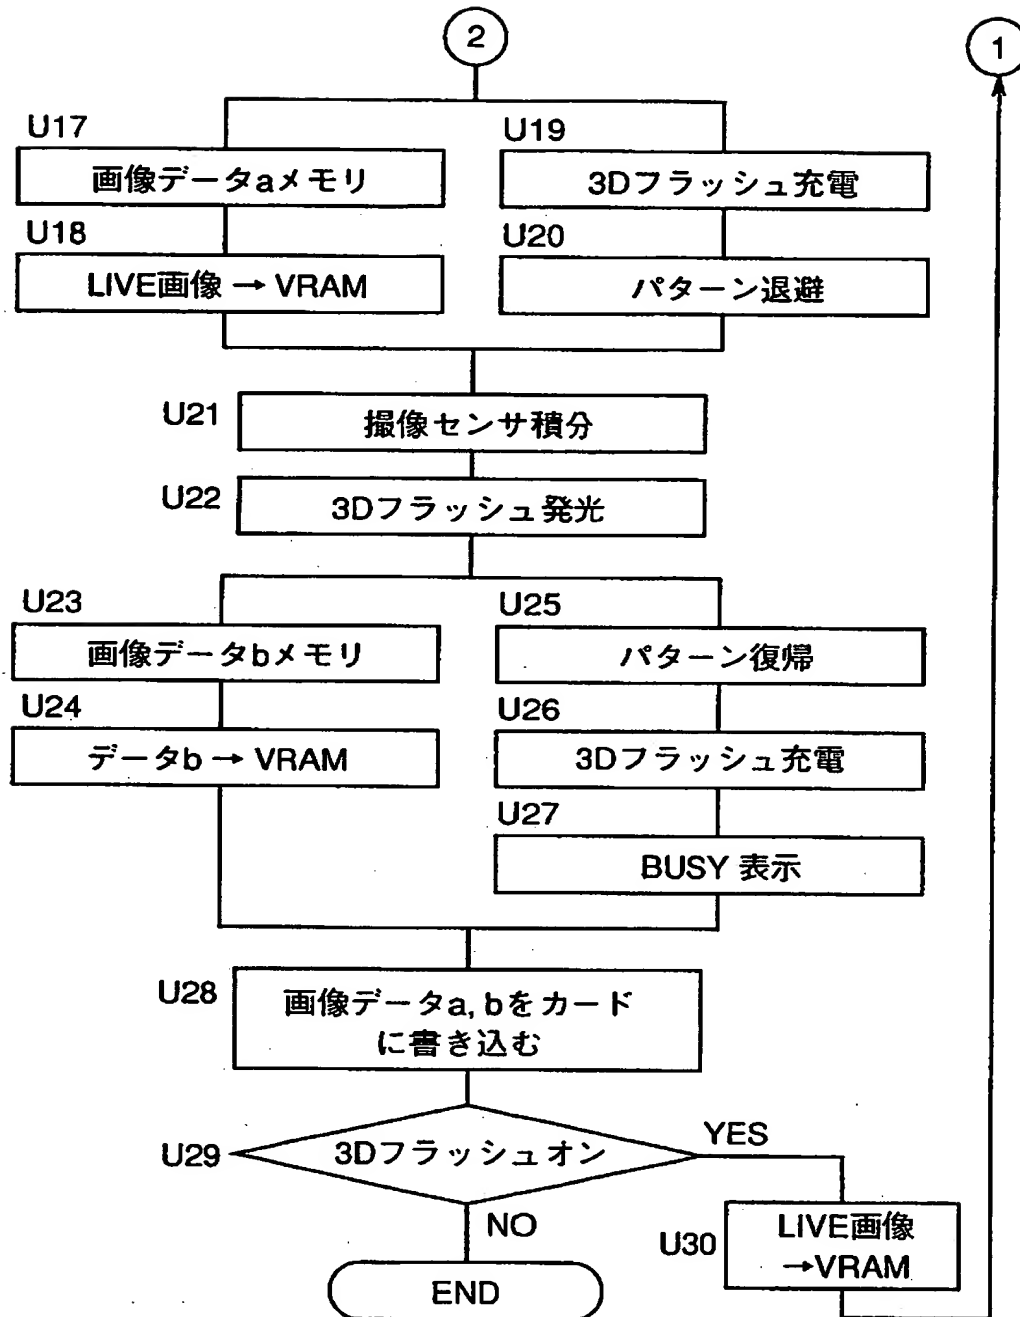 2
1
U17
画像データaメモリ
U18
LIVE画像 → VRAM
U19
3Dフラッシュ充電
U20
パターン退避
U21
撮像センサ積分
U22
3Dフラッシュ発光
U23
画像データbメモリ
U24
データb → VRAM
U25
パターン復帰
U26
3Dフラッシュ充電
U27
BUSY 表示
U28
画像データa, bをカード
に書き込む
U29
3Dフラッシュオン
YES
NO
U30
LIVE画像
→VRAM
END